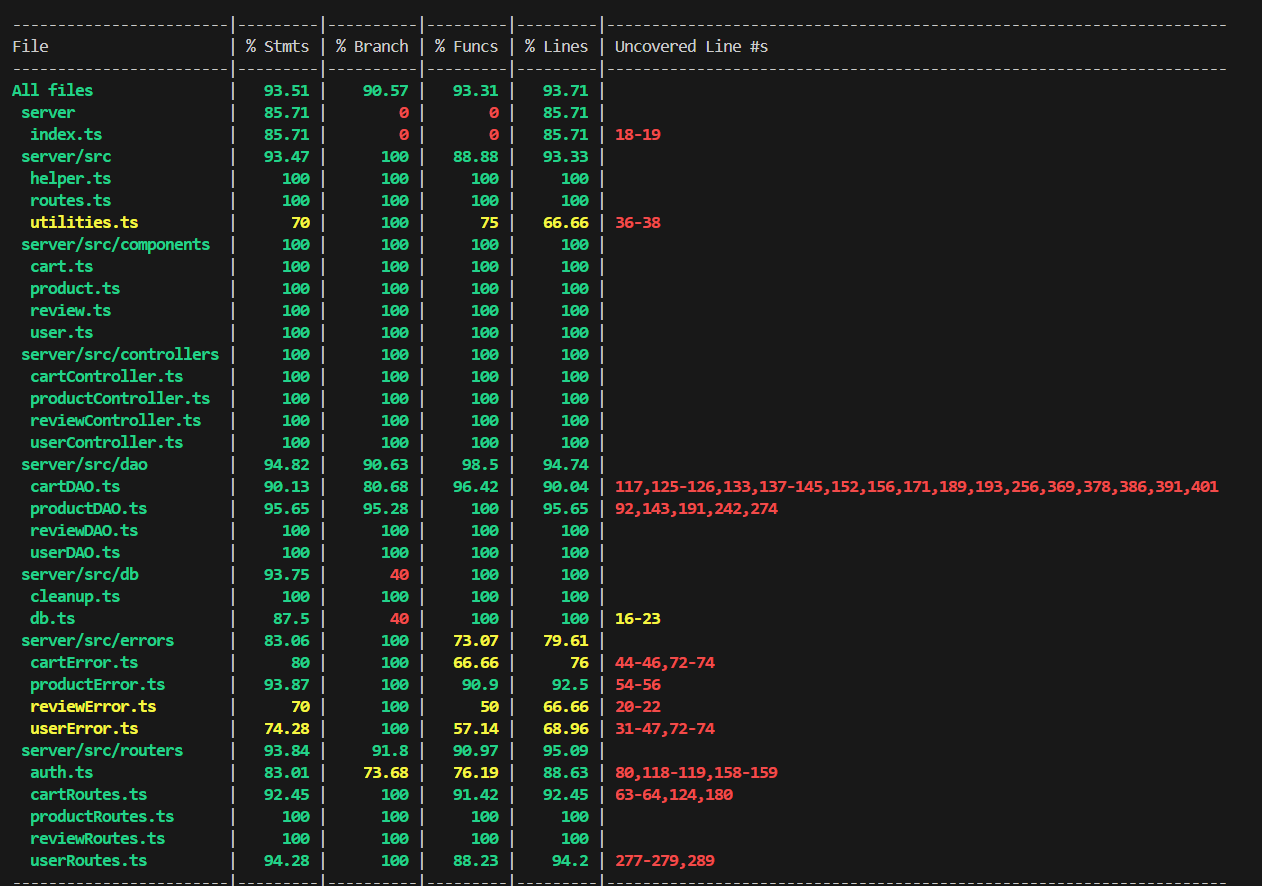 ------------------------|---------|----------|---------|---------|---------------------------------------------------------------------
File                    | % Stmts | % Branch | % Funcs | % Lines | Uncovered Line #s
------------------------|---------|----------|---------|---------|---------------------------------------------------------------------
All files               |   93.51 |    90.57 |   93.31 |   93.71 |
 server                 |   85.71 |        0 |       0 |   85.71 |
  index.ts              |   85.71 |        0 |       0 |   85.71 | 18-19
 server/src             |   93.47 |      100 |   88.88 |   93.33 |
  helper.ts             |     100 |      100 |     100 |     100 |
  routes.ts             |     100 |      100 |     100 |     100 |
  utilities.ts          |      70 |      100 |      75 |   66.66 | 36-38
 server/src/components  |     100 |      100 |     100 |     100 |
  cart.ts               |     100 |      100 |     100 |     100 |
  product.ts            |     100 |      100 |     100 |     100 |
  review.ts             |     100 |      100 |     100 |     100 |
  user.ts               |     100 |      100 |     100 |     100 |
 server/src/controllers |     100 |      100 |     100 |     100 |
  cartController.ts     |     100 |      100 |     100 |     100 |
  productController.ts  |     100 |      100 |     100 |     100 |
  reviewController.ts   |     100 |      100 |     100 |     100 |
  userController.ts     |     100 |      100 |     100 |     100 |
 server/src/dao         |   94.82 |    90.63 |    98.5 |   94.74 |
  cartDAO.ts            |   90.13 |    80.68 |   96.42 |   90.04 | 117,125-126,133,137-145,152,156,171,189,193,256,369,378,386,391,401
  productDAO.ts         |   95.65 |    95.28 |     100 |   95.65 | 92,143,191,242,274
  reviewDAO.ts          |     100 |      100 |     100 |     100 |
  userDAO.ts            |     100 |      100 |     100 |     100 |
 server/src/db          |   93.75 |       40 |     100 |     100 |
  cleanup.ts            |     100 |      100 |     100 |     100 |
  db.ts                 |    87.5 |       40 |     100 |     100 | 16-23
 server/src/errors      |   83.06 |      100 |   73.07 |   79.61 |
  cartError.ts          |      80 |      100 |   66.66 |      76 | 44-46,72-74
  productError.ts       |   93.87 |      100 |    90.9 |    92.5 | 54-56
  reviewError.ts        |      70 |      100 |      50 |   66.66 | 20-22
  userError.ts          |   74.28 |      100 |   57.14 |   68.96 | 31-47,72-74
 server/src/routers     |   93.84 |     91.8 |   90.97 |   95.09 |
  auth.ts               |   83.01 |    73.68 |   76.19 |   88.63 | 80,118-119,158-159
  cartRoutes.ts         |   92.45 |      100 |   91.42 |   92.45 | 63-64,124,180
  productRoutes.ts      |     100 |      100 |     100 |     100 |
  reviewRoutes.ts       |     100 |      100 |     100 |     100 |
  userRoutes.ts         |   94.28 |      100 |   88.23 |    94.2 | 277-279,289
------------------------|---------|----------|---------|---------|---------------------------------------------------------------------